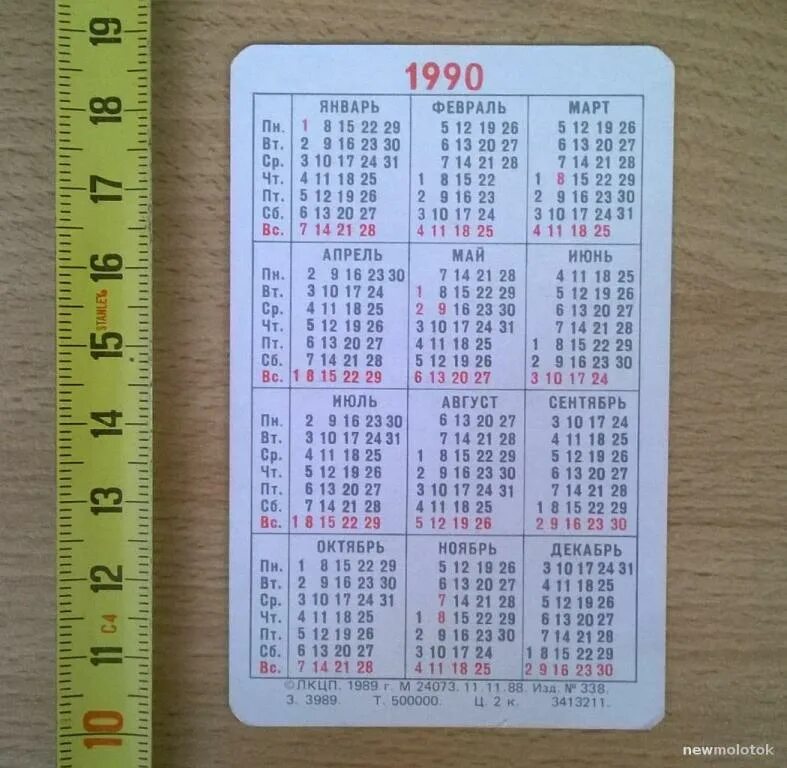 1990
ЯНВАРЬ ФЕВРАЛЬ МАРТ
Пн. 1 8 15 22 29 5 12 19 26 5 12 19 26
Вт. 2 9 16 23 30 6 13 20 27 6 13 20 27
Ср. 3 10 17 24 31 7 14 21 28 7 14 21 28
Чт. 4 11 18 25 1 8 15 22 1 8 15 22 29
Пт. 5 12 19 26 2 9 16 23 2 9 16 23 30
Сб. 6 13 20 27 3 10 17 24 3 10 17 24 31
Вс. 7 14 21 28 4 11 18 25 4 11 18 25
АПРЕЛЬ МАЙ ИЮНЬ
Пн. 2 9 16 23 30 7 14 21 28 4 11 18 25
Вт. 3 10 17 24 1 8 15 22 29 5 12 19 26
Ср. 4 11 18 25 2 9 16 23 30 6 13 20 27
Чт. 5 12 19 26 3 10 17 24 31 7 14 21 28
Пт. 6 13 20 27 4 11 18 25 1 8 15 22 29
Сб. 7 14 21 28 5 12 19 26 2 9 16 23 30
Вс. 1 8 15 22 29 6 13 20 27 3 10 17 24
ИЮЛЬ АВГУСТ СЕНТЯБРЬ
Пн. 2 9 16 23 30 6 13 20 27 3 10 17 24
Вт. 3 10 17 24 31 7 14 21 28 4 11 18 25
Ср. 4 11 18 25 1 8 15 22 29 5 12 19 26
Чт. 5 12 19 26 2 9 16 23 30 6 13 20 27
Пт. 6 13 20 27 3 10 17 24 31 7 14 21 28
Сб. 7 14 21 28 4 11 18 25 1 8 15 22 29
Вс. 1 8 15 22 29 5 12 19 26 2 9 16 23 30
ОКТЯБРЬ НОЯБРЬ ДЕКАБРЬ
Пн. 1 8 15 22 29 5 12 19 26 3 10 17 24 31
Вт. 2 9 16 23 30 6 13 20 27 4 11 18 25
Ср. 3 10 17 24 31 7 14 21 28 5 12 19 26
Чт. 4 11 18 25 1 8 15 22 29 6 13 20 27
Пт. 5 12 19 26 2 9 16 23 30 7 14 21 28
Сб. 6 13 20 27 3 10 17 24 1 8 15 22 29
Вс. 7 14 21 28 4 11 18 25 2 9 16 23 30
©ЛКЦП. 1989 г. М 24073. 11.11.88. Изд. № 338.
З. 3989. Т. 500000. Ц. 2 к. 3413211.
19
18
17
16
STANLEY
15
14
13
12
C4
11
10
newmolotok